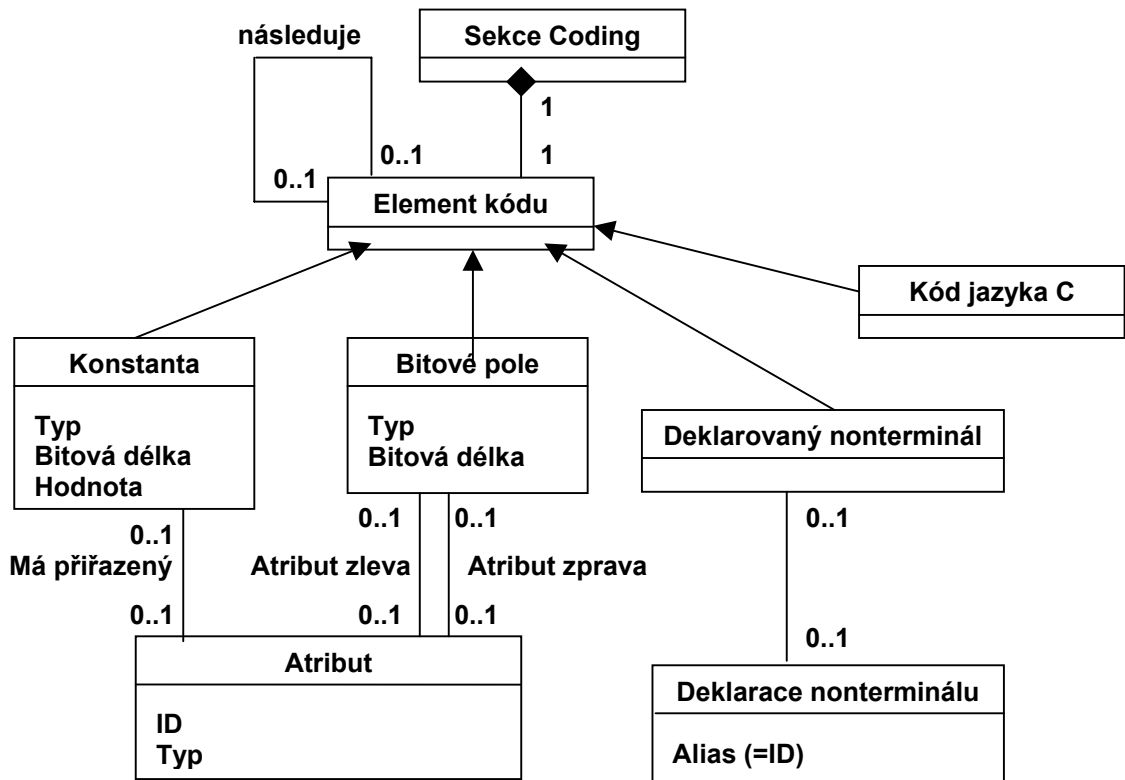 následuje
Sekce Coding
1
0..1
1
0..1
Element kódu
Kód jazyka C
Konstanta
Typ
Bitová délka
Hodnota
Bitové pole
Typ
Bitová délka
Deklarovaný nonterminál
0..1
0..1
0..1
0..1
Má přiřazený
Atribut zleva
Atribut zprava
0..1
0..1
0..1
0..1
Atribut
ID
Typ
Deklarace nonterminálu
Alias (=ID)